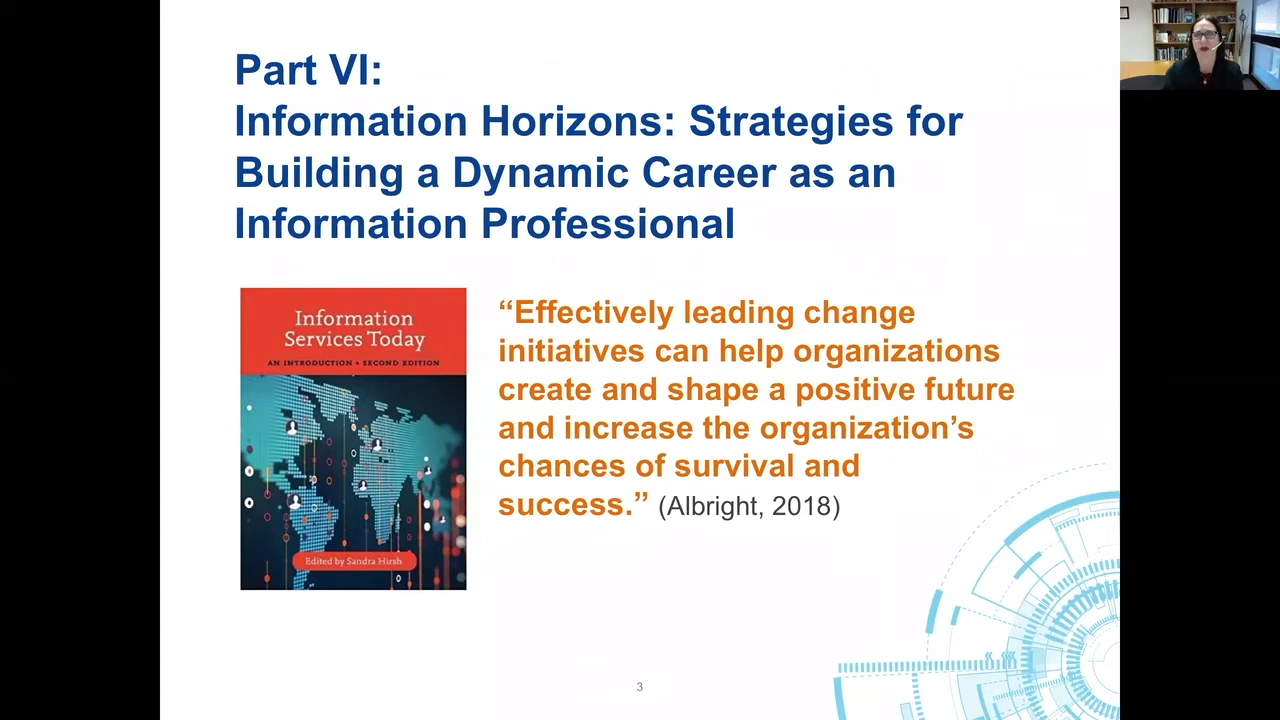 Part VI:
Information Horizons: Strategies for
Building a Dynamic Career as an
Information Professional
Information
Services Today
AN INTRODUCTION • SECOND EDITION
Edited by Sandra Hirsh
“Effectively leading change
initiatives can help organizations
create and shape a positive future
and increase the organization’s
chances of survival and
success.” (Albright, 2018)
3